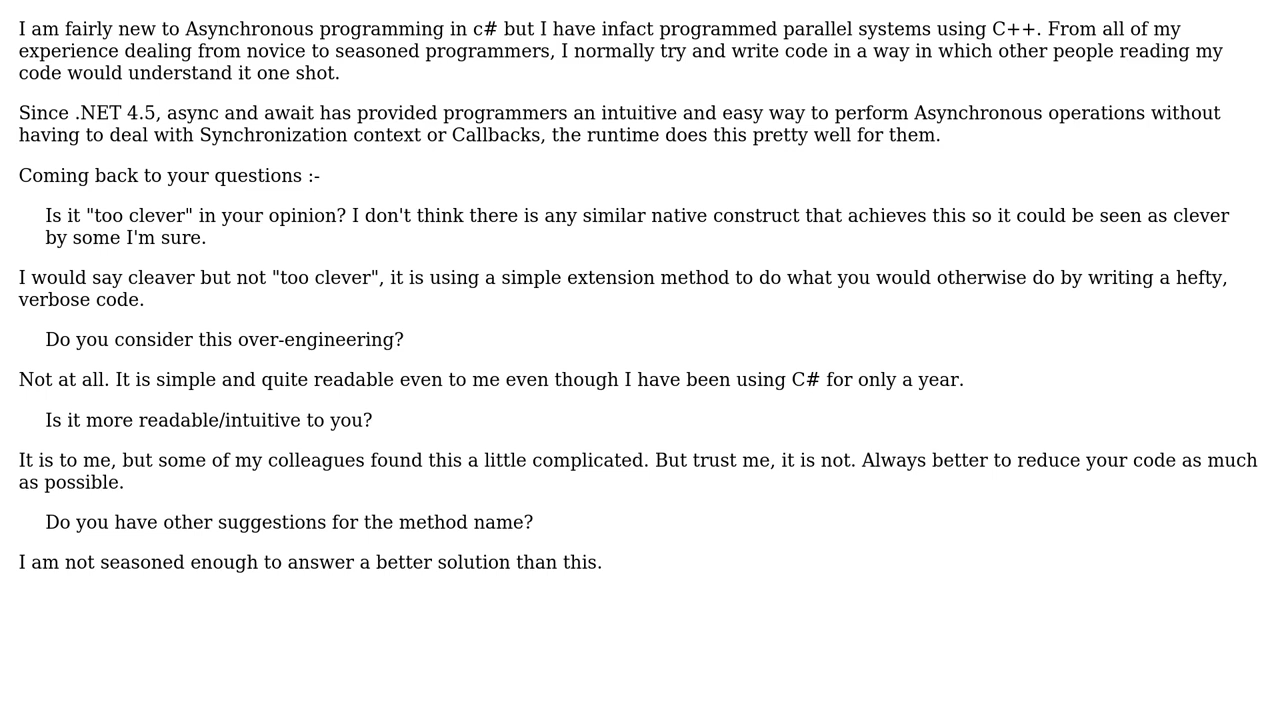 I am fairly new to Asynchronous programming in c# but I have infact programmed parallel systems using C++. From all of my
experience dealing from novice to seasoned programmers, I normally try and write code in a way in which other people reading my
code would understand it one shot.
Since .NET 4.5, async and await has provided programmers an intuitive and easy way to perform Asynchronous operations without
having to deal with Synchronization context or Callbacks, the runtime does this pretty well for them.
Coming back to your questions :-
Is it "too clever" in your opinion? I don't think there is any similar native construct that achieves this so it could be seen as clever
by some I'm sure.
I would say cleaver but not "too clever", it is using a simple extension method to do what you would otherwise do by writing a hefty,
verbose code.
Do you consider this over-engineering?
Not at all. It is simple and quite readable even to me even though I have been using C# for only a year.
Is it more readable/intuitive to you?
It is to me, but some of my colleagues found this a little complicated. But trust me, it is not. Always better to reduce your code as much
as possible.
Do you have other suggestions for the method name?
I am not seasoned enough to answer a better solution than this.